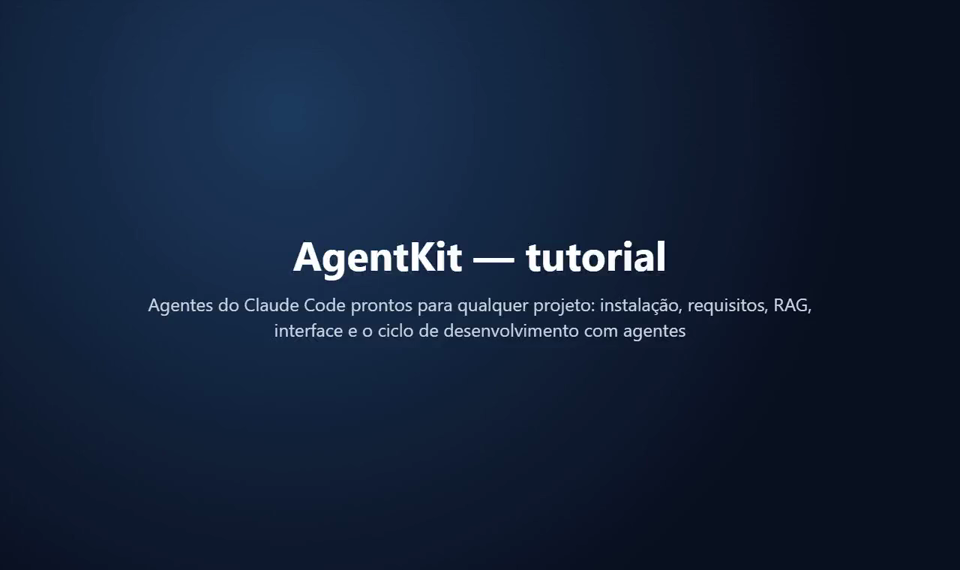 AgentKit — tutorial
Agentes do Claude Code prontos para qualquer projeto: instalação, requisitos, RAG,
interface e o ciclo de desenvolvimento com agentes